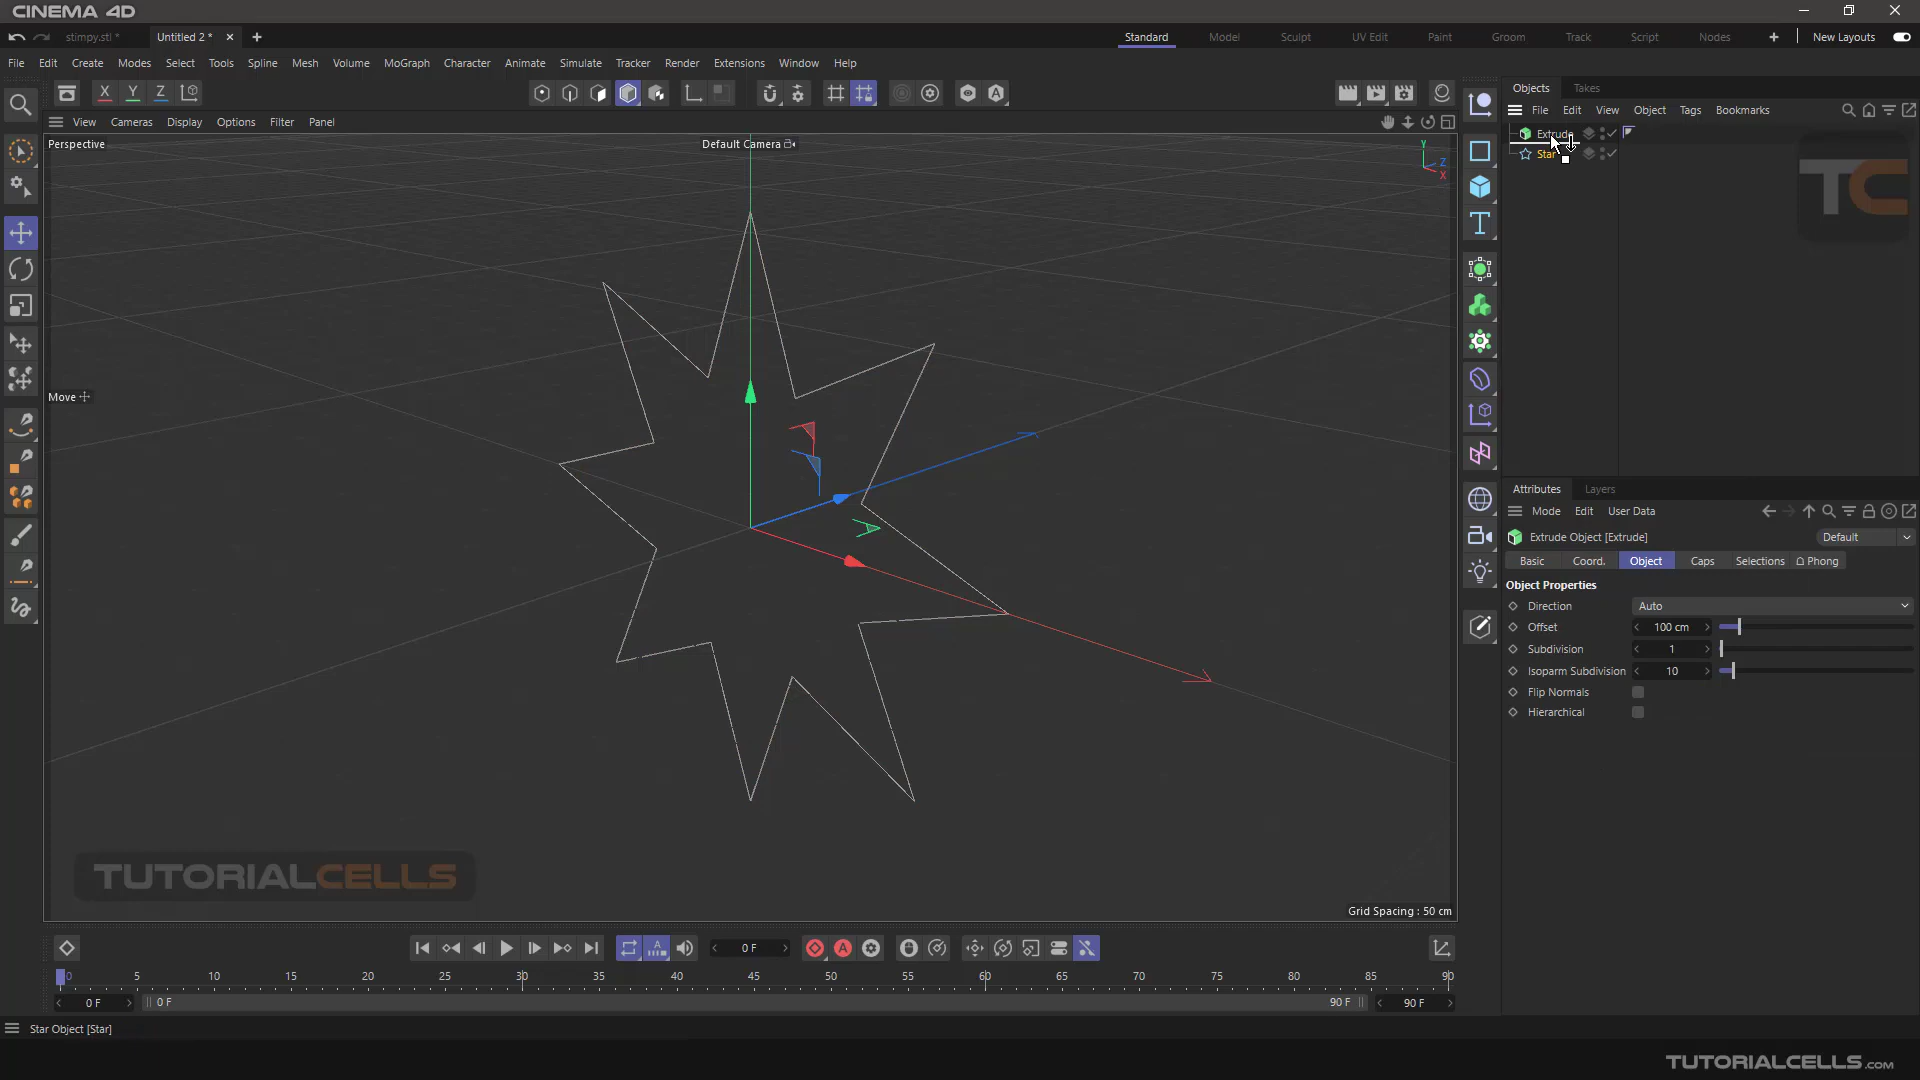 CINEMA 4D
stimpy.stl *
Untitled 2 *
Standard
Model
Sculpt
UV Edit
Paint
Groom
Track
Script
Nodes
New Layouts
File Edit Create Modes Select Tools Spline Mesh Volume MoGraph Character Animate Simulate Tracker Render Extensions Window Help
X Y Z
Objects Takes
File Edit View Object Tags Bookmarks
View Cameras Display Options Filter Panel
Perspective
Default Camera
Y
Z
X
Extrude
Star
TC
Move
Attributes Layers
Mode Edit User Data
Extrude Object [Extrude]
Default
Basic Coord. Object Caps Selections Phong
Object Properties
Direction Auto
Offset 100 cm
Subdivision 1
Isoparm Subdivision 10
Flip Normals
Hierarchical
TUTORIALCELLS
Grid Spacing : 50 cm
0 F
0 5 10 15 20 25 30 35 40 45 50 55 60 65 70 75 80 85 90
0 F
0 F
90 F
90 F
Star Object [Star]
TUTORIALCELLS.COM